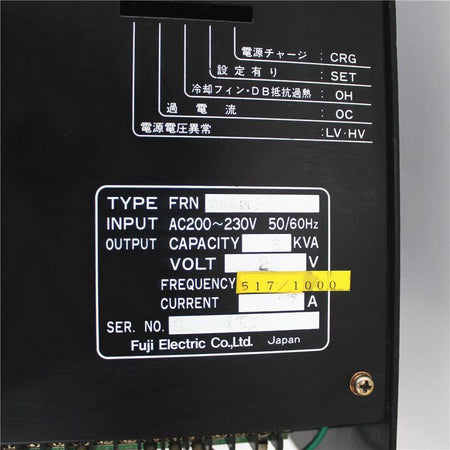 電源チャージ : CRG
設定有り : SET
冷却フィン・DB抵抗過熱 : OH
過電流 : OC
電源電圧異常 : LV・HV
TYPE FRN
INPUT AC200~230V 50/60Hz
OUTPUT CAPACITY KVA
VOLT V
FREQUENCY 517/1000
CURRENT A
SER. NO.
Fuji Electric Co.,Ltd. Japan